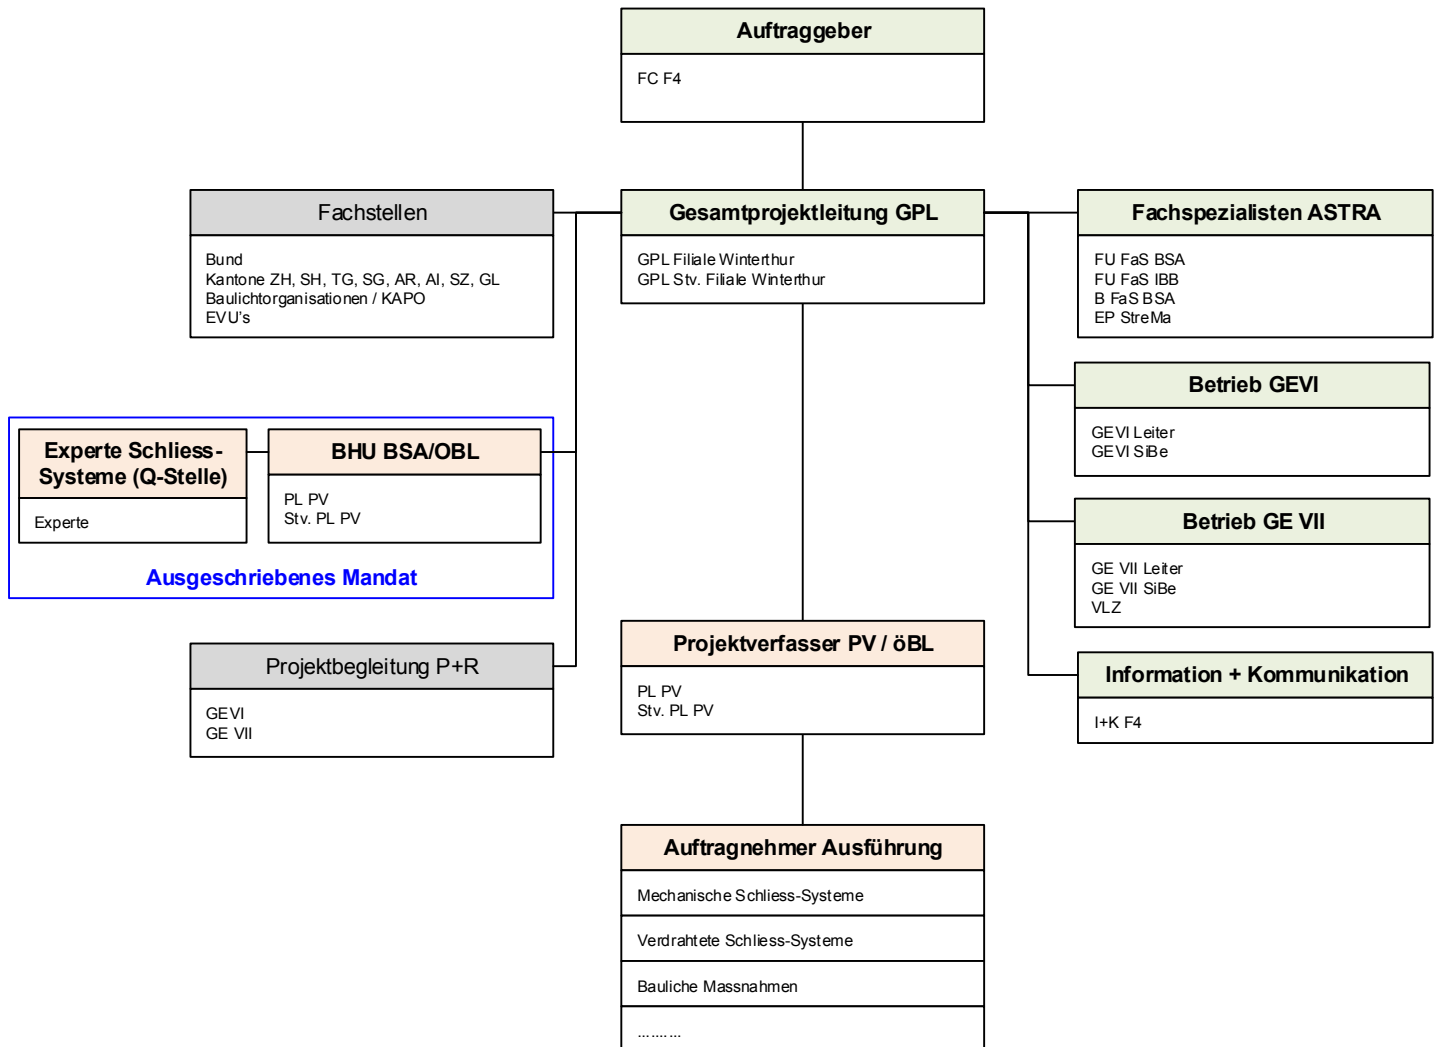 Auftraggeber
FC F4
Fachstellen
Bund
Kantone ZH, SH, TG, SG, AR, AI, SZ, GL
Baulichtorganisationen / KAPO
EVU's
Gesamtprojektleitung GPL
GPL Filiale Winterthur
GPL Stv. Filiale Winterthur
Fachspezialisten ASTRA
FU FaS BSA
FU FaS IBB
B FaS BSA
EP StreMa
Betrieb GEVI
GEVI Leiter
GEVI SiBe
Experte Schliess-
Systeme (Q-Stelle)
Experte
BHU BSA/OBL
PL PV
Stv. PL PV
Ausgeschriebenes Mandat
Betrieb GE VII
GE VII Leiter
GE VII SiBe
VLZ
Projektbegleitung P+R
GEVI
GE VII
Projektverfasser PV / öBL
PL PV
Stv. PL PV
Information + Kommunikation
I+K F4
Auftragnehmer Ausführung
Mechanische Schliess-Systeme
Verdrahtete Schliess-Systeme
Bauliche Massnahmen
..........